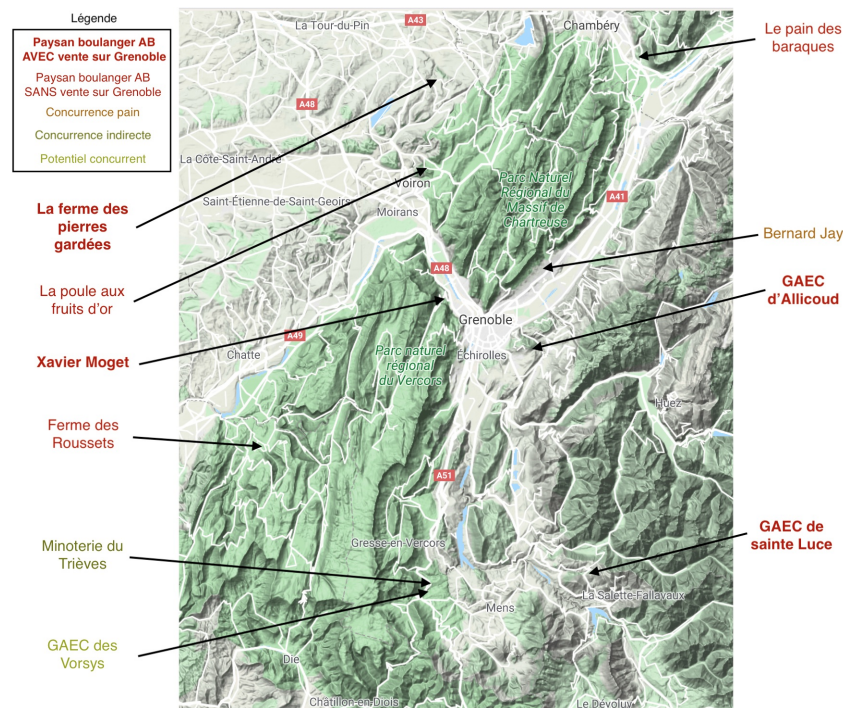 Légende
Paysan boulanger AB
AVEC vente sur Grenoble
Paysan boulanger AB
SANS vente sur Grenoble
Concurrence pain
Concurrence indirecte
Potentiel concurrent
La ferme des
pierres
gardées
La poule aux
fruits d'or
Xavier Moget
Ferme des
Roussets
Minoterie du
Trièves
GAEC des
Vorsys
La Tour-du-Pin
A43
Chambéry
A48
La Côte-Saint-André
Voiron
Saint-Étienne-de-Saint-Geoirs
Moirans
Parc Naturel
Régional du
Massif de
Chartreuse
A41
A48
Grenoble
A49
Chatte
Échirolles
Parc naturel
régional
du Vercors
Huez
A51
Gresse-en-Vercors
La Salette-Fallavaux
Mens
Die
Châtillon-en-Diois
Le Dévoluy
Le pain des
baraques
Bernard Jay
GAEC
d'Allicoud
GAEC de
sainte Luce